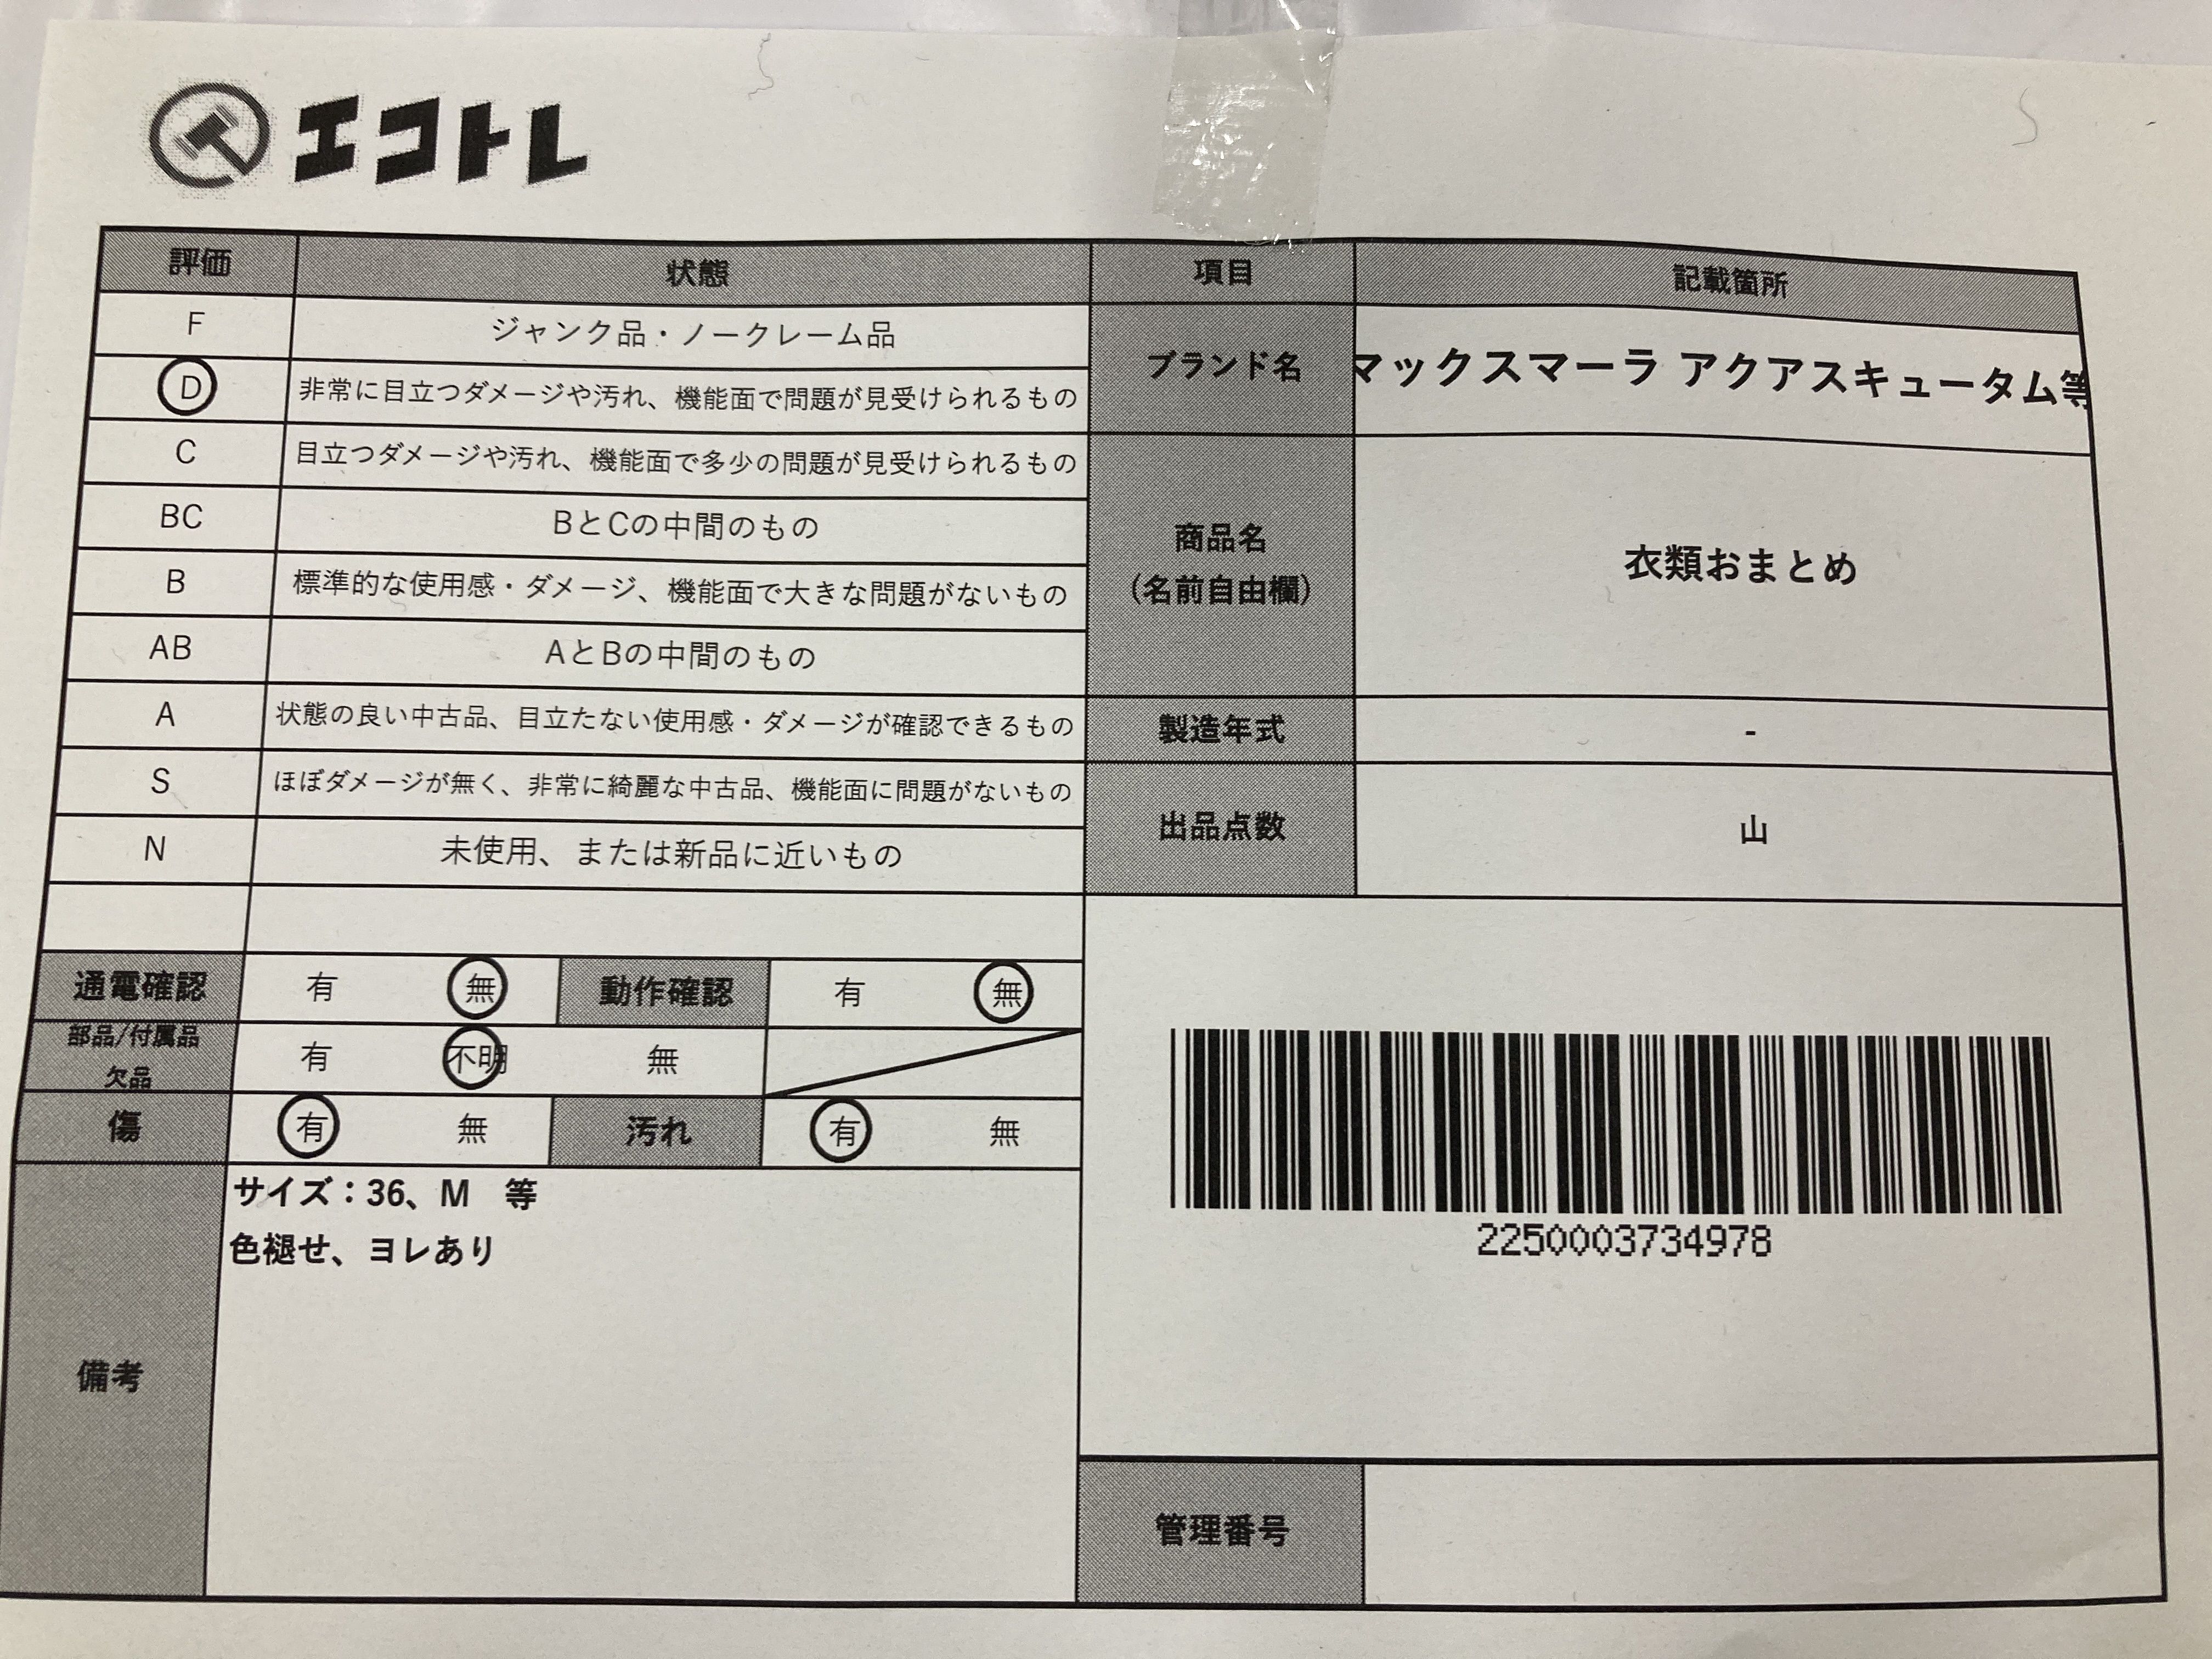 エコトレ
評価 状態 項目 記載箇所
F ジャンク品・ノークレーム品
D 非常に目立つダメージや汚れ、機能面で問題が見受けられるもの
C 目立つダメージや汚れ、機能面で多少の問題が見受けられるもの
BC BとCの中間のもの
B 標準的な使用感・ダメージ、機能面で大きな問題がないもの
AB AとBの中間のもの
A 状態の良い中古品、目立たない使用感・ダメージが確認できるもの
S ほぼダメージが無く、非常に綺麗な中古品、機能面に問題がないもの
N 未使用、または新品に近いもの
ブランド名 マックスマーラ アクアスキュータム等
商品名
(名前自由欄)
衣類おまとめ
製造年式 -
出品点数 山
通電確認 有 無 動作確認 有 無
部品/付属品
欠品
有 不明 無
傷 有 無 汚れ 有 無
備考
サイズ：36、M 等
色褪せ、ヨレあり
2250003734978
管理番号